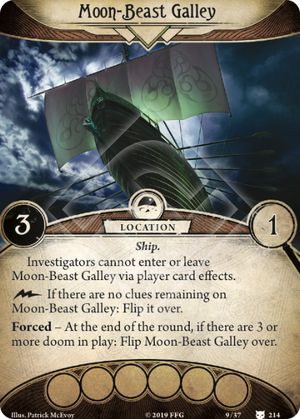 Moon-Beast Galley
3
1
LOCATION
Ship.
Investigators cannot enter or leave
Moon-Beast Galley via player card effects.
If there are no clues remaining on
Moon-Beast Galley: Flip it over.
Forced – At the end of the round, if there are 3 or
more doom in play: Flip Moon-Beast Galley over.
Illus. Patrick McEvoy © 2019 FFG 9/37 214